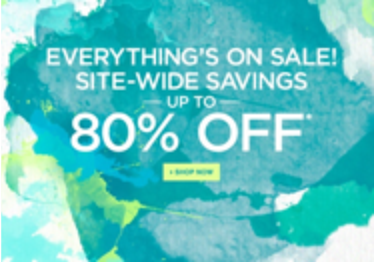 EVERYTHING'S ON SALE!
SITE-WIDE SAVINGS
— UP TO —
80% OFF*
> SHOP NOW